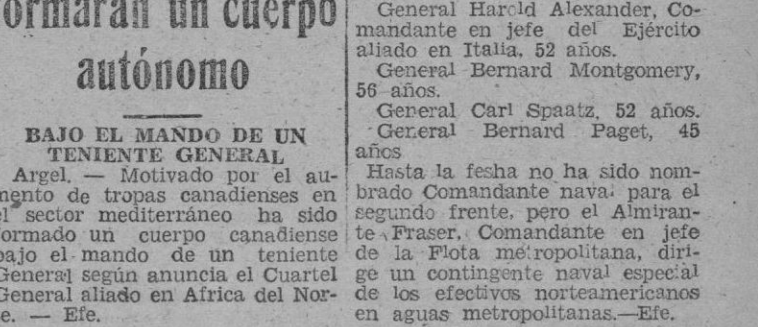 formarán un cuerpo
autónomo
BAJO EL MANDO DE UN
TENIENTE GENERAL
Argel. — Motivado por el au-
mento de tropas canadienses en
el sector mediterráneo ha sido
formado un cuerpo canadiense
bajo el mando de un teniente
General según anuncia el Cuartel
General aliado en Africa del Nor-
te. — Efe.
General Harold Alexander, Co-
mandante en jefe del Ejército
aliado en Italia, 52 años.
General Bernard Montgomery,
56 años.
General Carl Spaatz, 52 años.
General Bernard Paget, 45
años
Hasta la fesha no ha sido nom-
brado Comandante naval para el
segundo frente, pero el Almiran-
te Fraser, Comandante en jefe
de la Flota metropolitana, diri-
ge un contingente naval especial
de los efectivos norteamericanos
en aguas metropolitanas.—Efe.